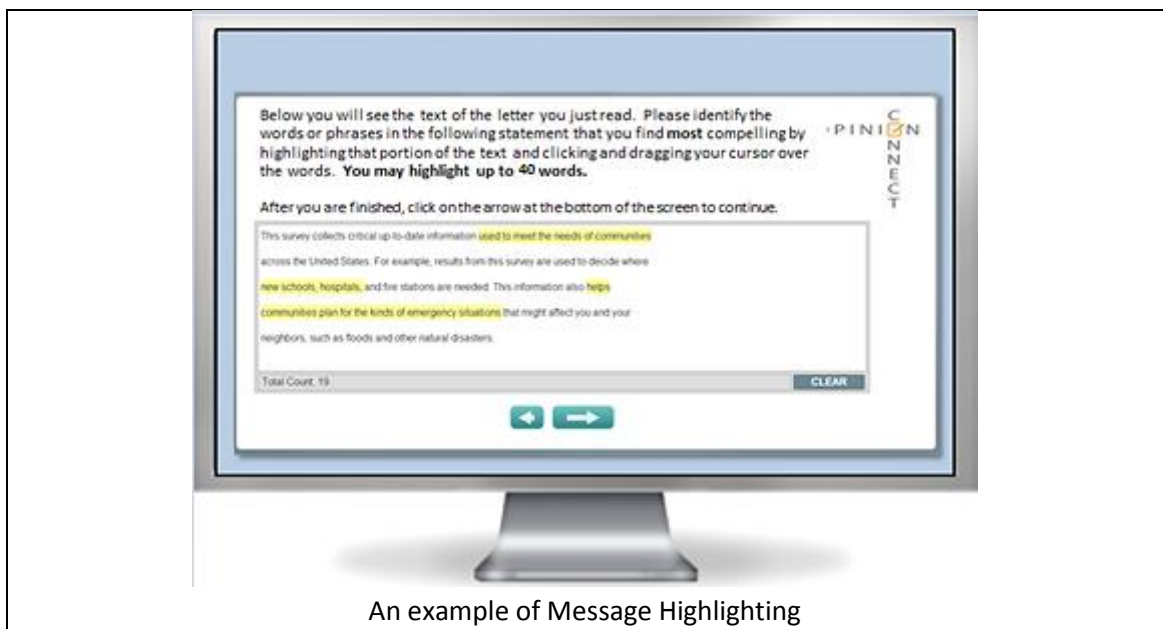 Below you will see the text of the letter you just read. Please identify the
words or phrases in the following statement that you find most compelling by
highlighting that portion of the text and clicking and dragging your cursor over
the words. You may highlight up to 40 words.
OPINION
CONNECT
After you are finished, click on the arrow at the bottom of the screen to continue.
This survey collects critical up-to-date information used to meet the needs of communities
across the United States. For example, results from this survey are used to decide where
new schools, hospitals, and fire stations are needed. This information also helps
communities plan for the kinds of emergency situations that might affect you and your
neighbors, such as floods and other natural disasters.
Total Count: 19
CLEAR
An example of Message Highlighting